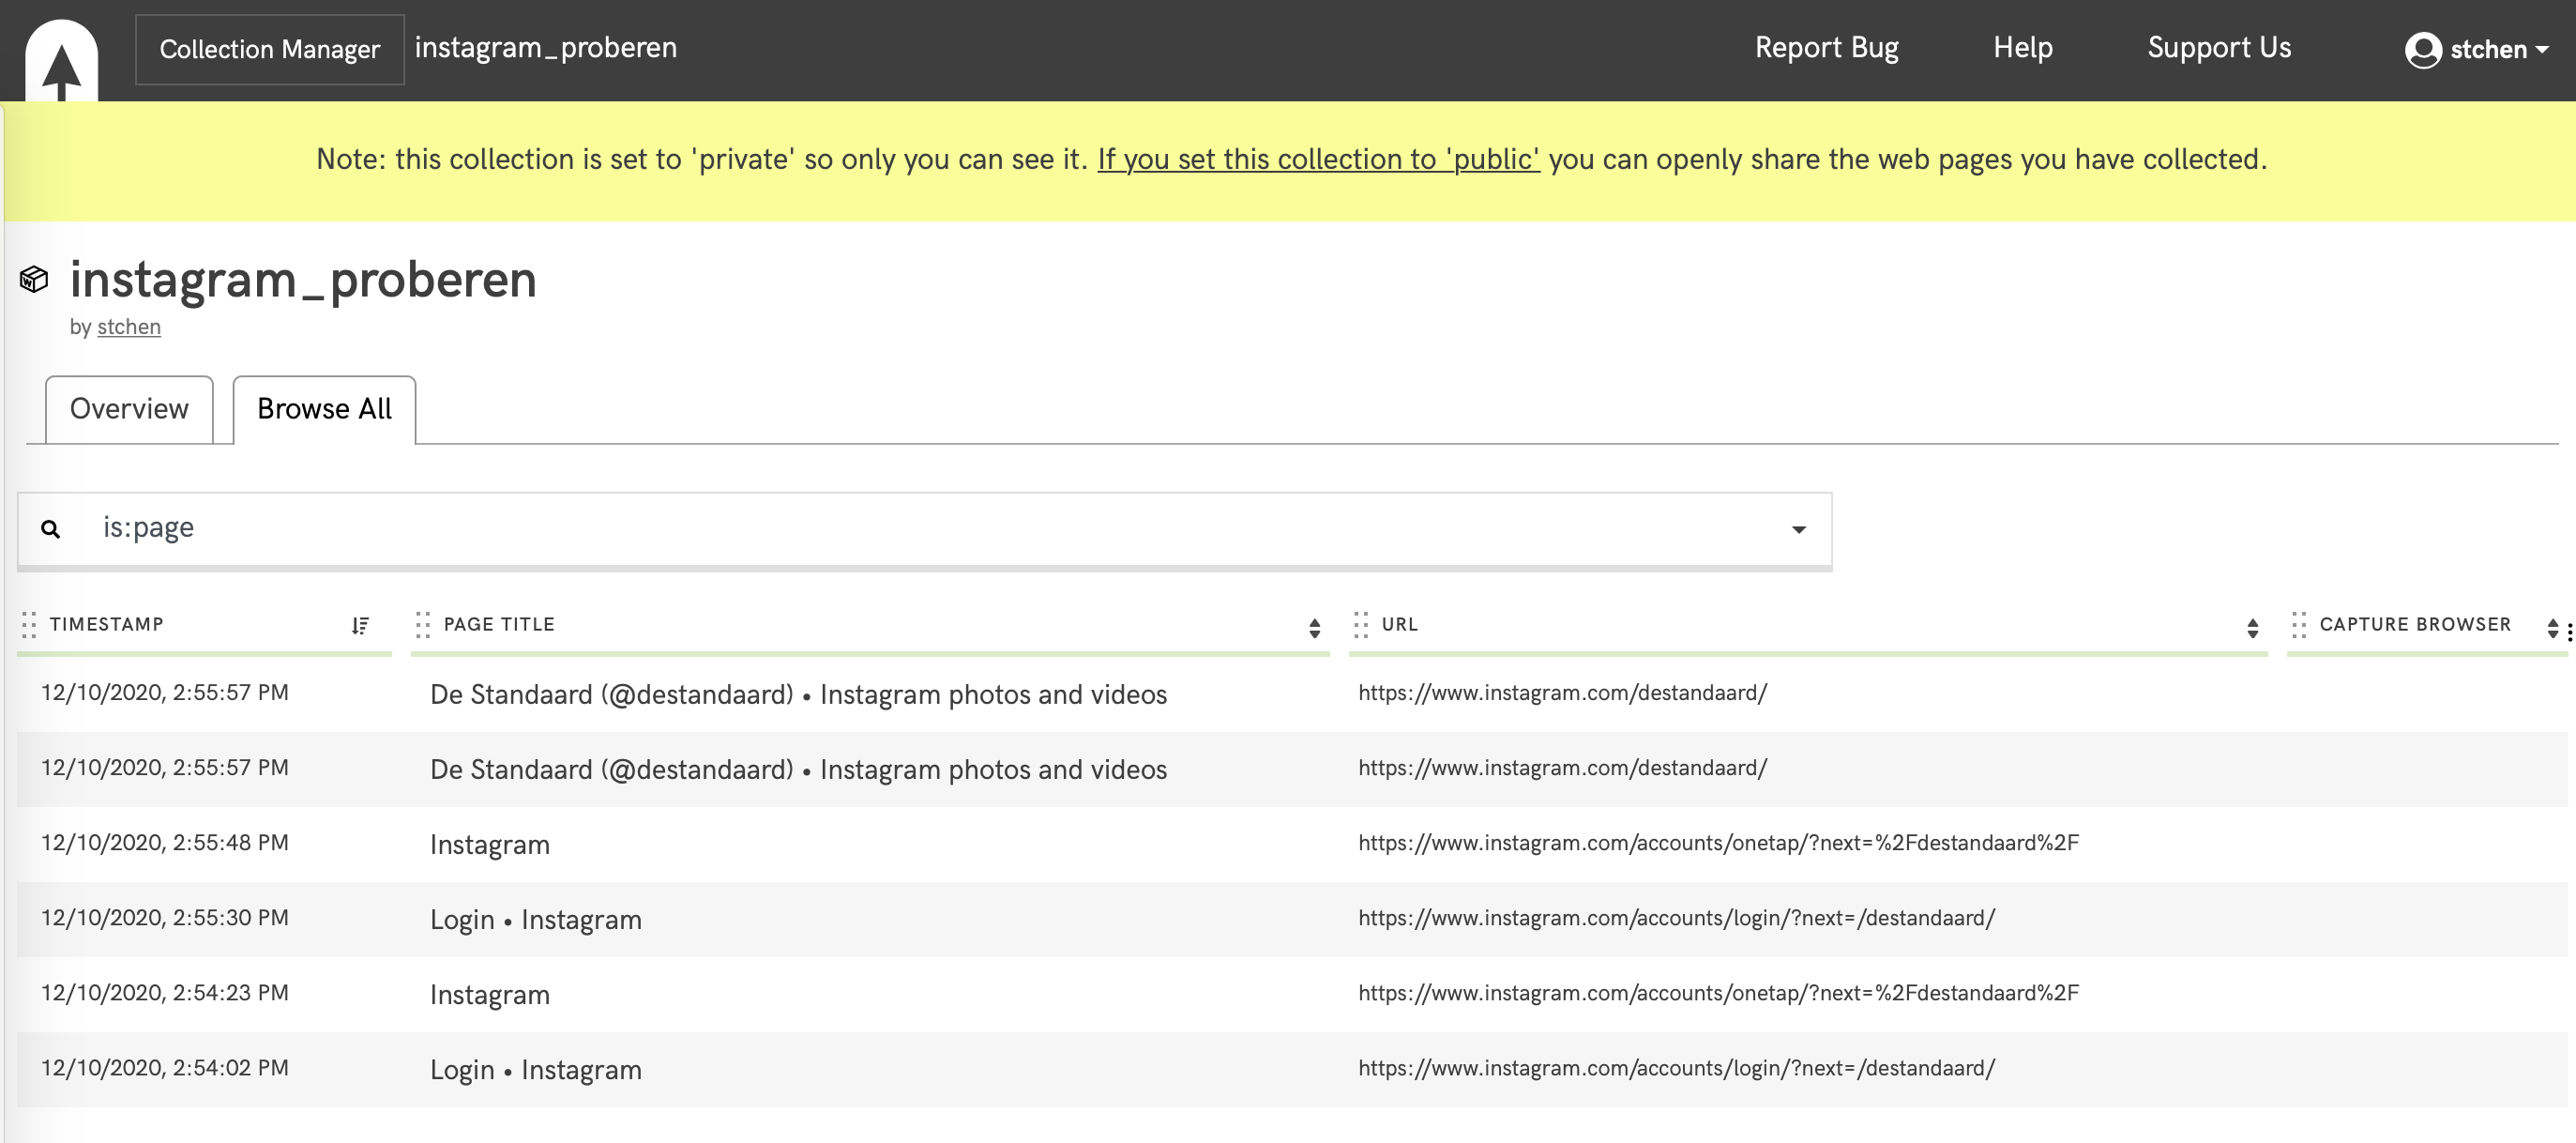 Collection Manager instagram_proberen Report Bug Help Support Us stchen
Note: this collection is set to 'private' so only you can see it. If you set this collection to 'public' you can openly share the web pages you have collected.
instagram_proberen
by stchen
Overview Browse All
is:page
TIMESTAMP PAGE TITLE URL CAPTURE BROWSER
12/10/2020, 2:55:57 PM De Standaard (@destandaard) • Instagram photos and videos https://www.instagram.com/destandaard/
12/10/2020, 2:55:57 PM De Standaard (@destandaard) • Instagram photos and videos https://www.instagram.com/destandaard/
12/10/2020, 2:55:48 PM Instagram https://www.instagram.com/accounts/onetap/?next=%2Fdestandaard%2F
12/10/2020, 2:55:30 PM Login • Instagram https://www.instagram.com/accounts/login/?next=/destandaard/
12/10/2020, 2:54:23 PM Instagram https://www.instagram.com/accounts/onetap/?next=%2Fdestandaard%2F
12/10/2020, 2:54:02 PM Login • Instagram https://www.instagram.com/accounts/login/?next=/destandaard/